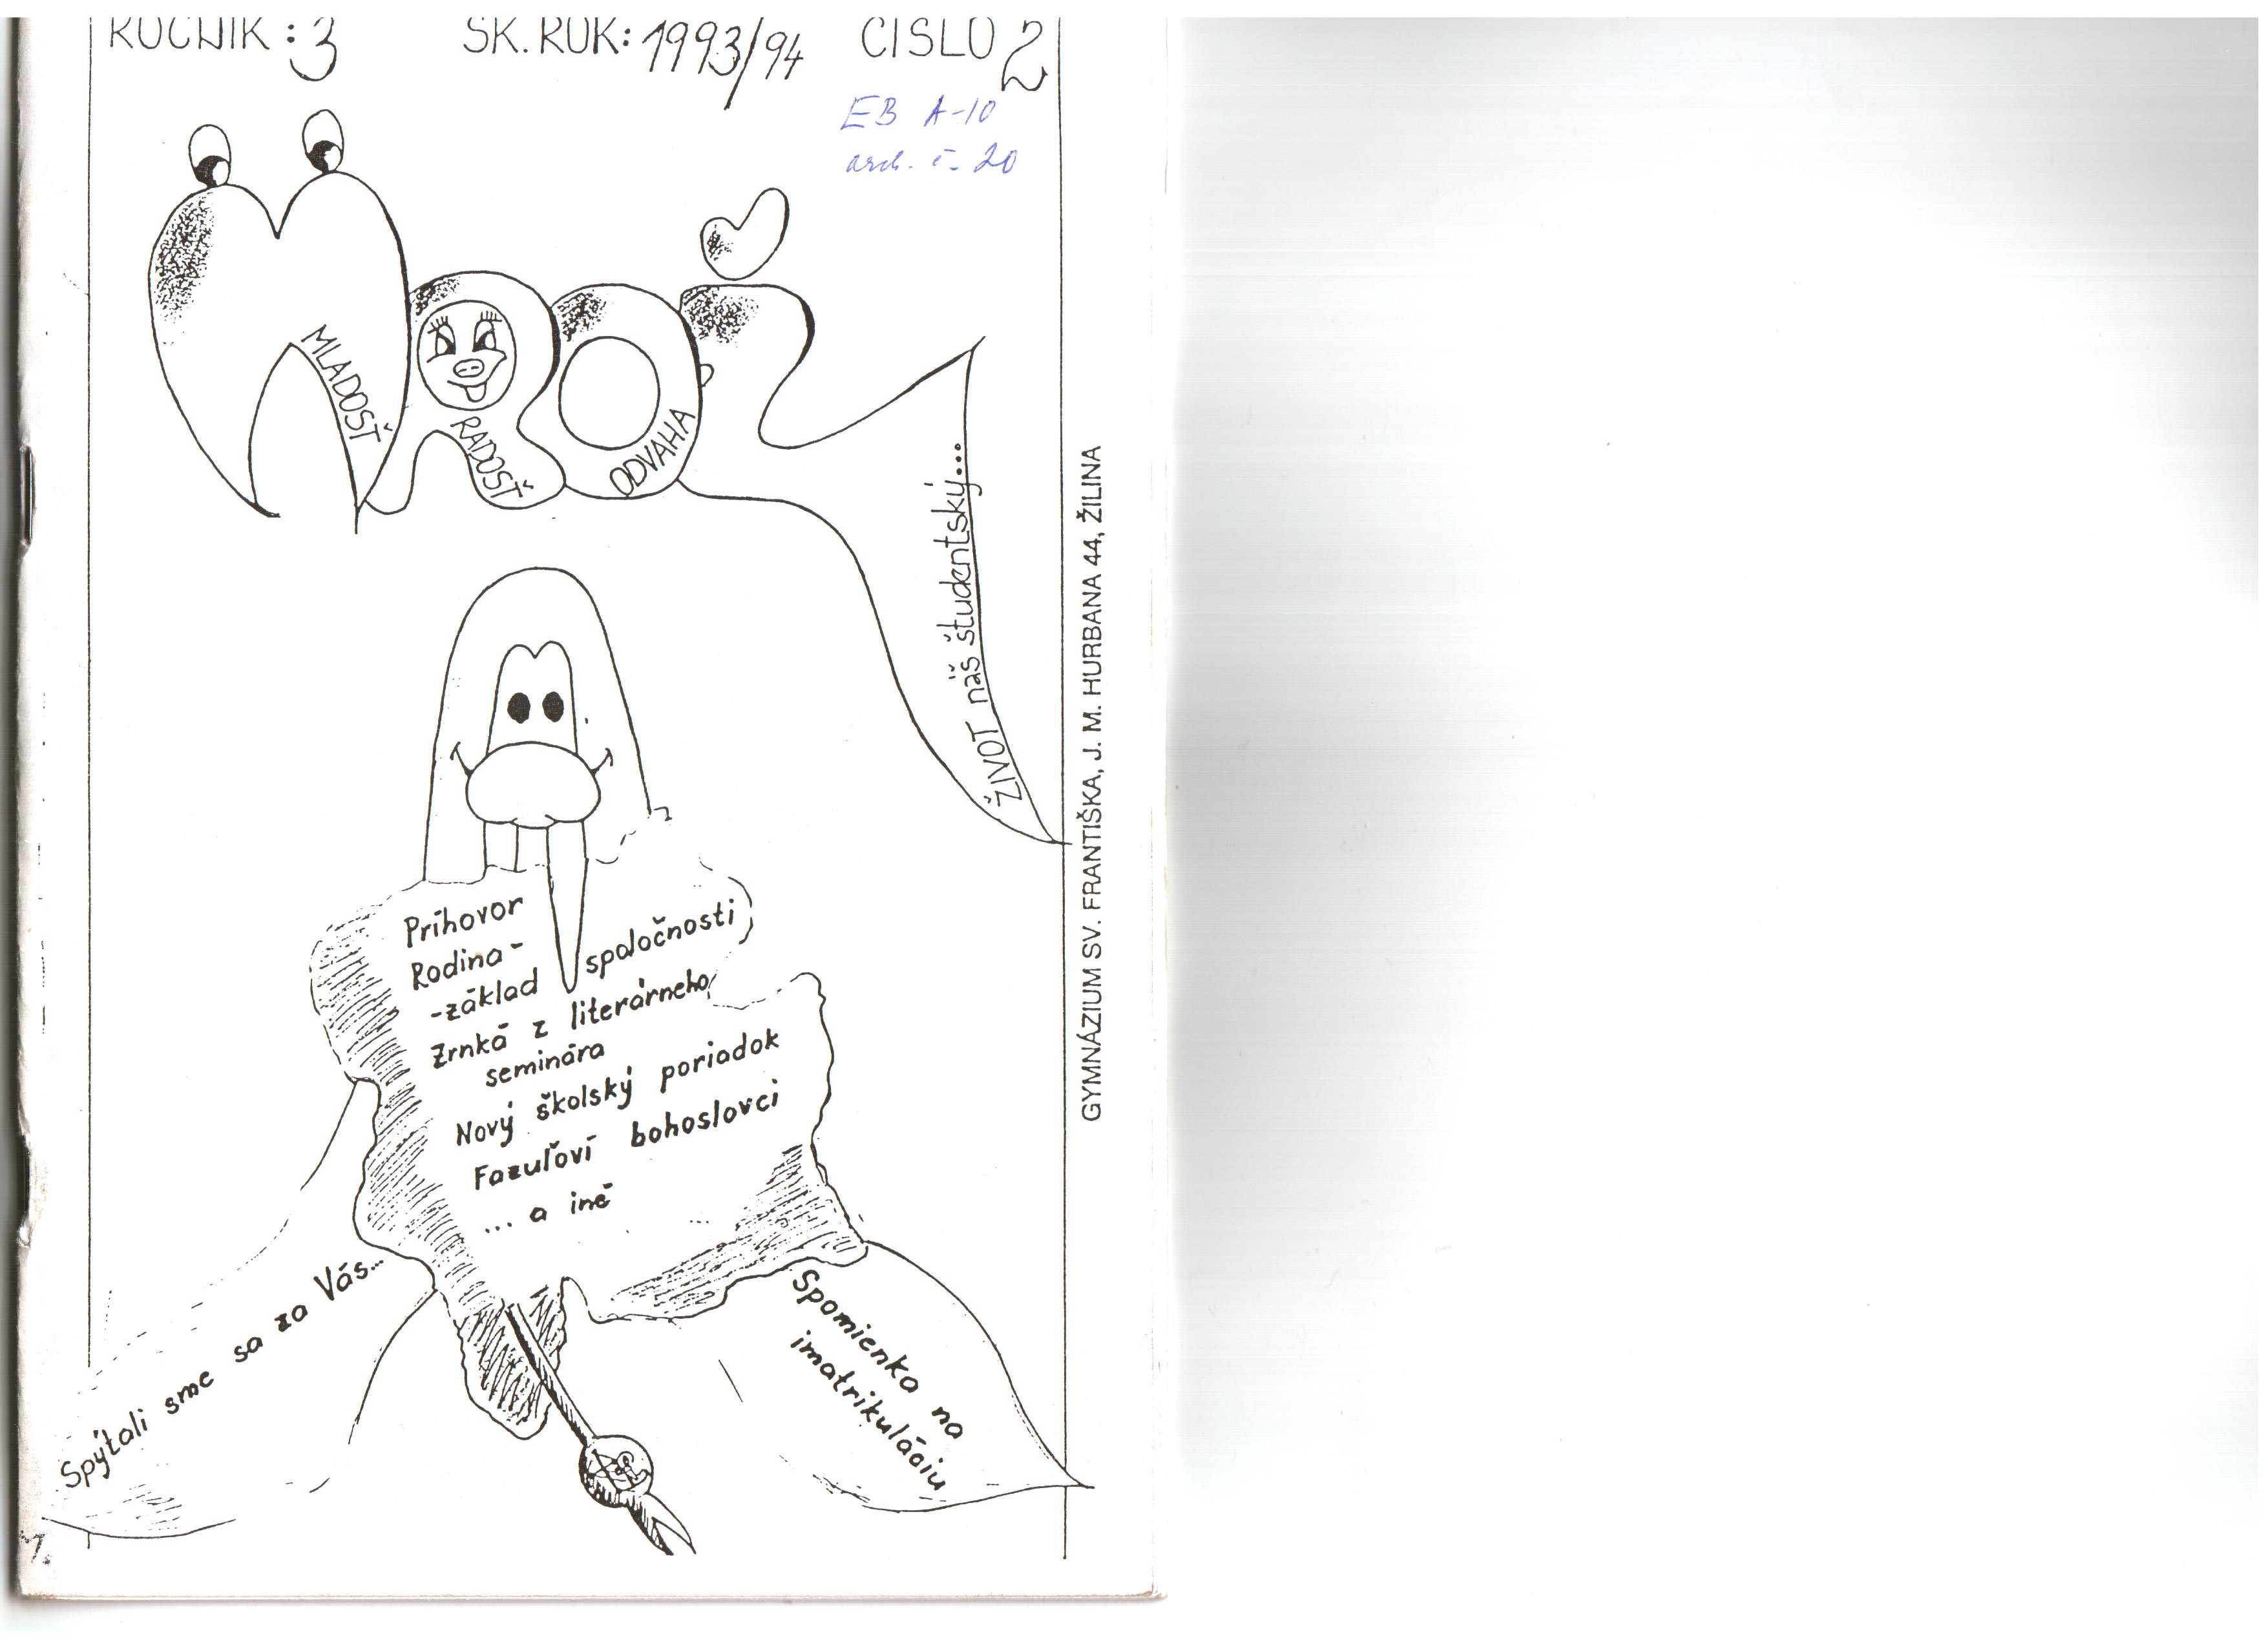 ROČNÍK : 3 ŠK. ROK: 1993/94 ČÍSLO 2
EB A-10
arch. č. 20
MROŽ
MLADOSŤ
RADOSŤ
ODVAHA
ŽIVOT náš študentský...
GYMNÁZIUM SV. FRANTIŠKA, J. M. HURBANA 44, ŽILINA
Príhovor
Rodina-
-základ spoločnosti
Zrnká z literárneho
seminára
Nový školský poriadok
Fazuľoví bohoslovci
... a iné
Spýtali sme sa za Vás...
Spomienka na
imatrikuláciu